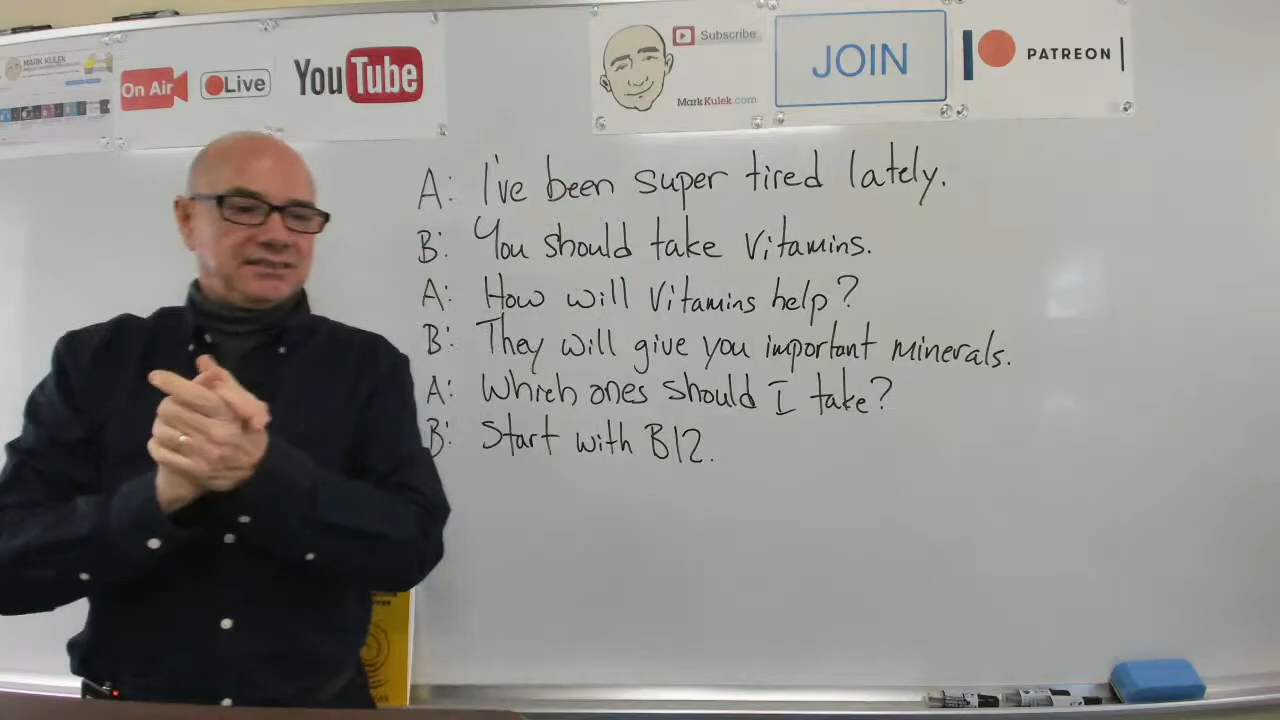 MARK KULEK
On Air
Live
YouTube
Subscribe
MarkKulek.com
JOIN
PATREON
A: I've been super tired lately.
B: You should take vitamins.
A: How will vitamins help?
B: They will give you important minerals.
A: Which ones should I take?
B: Start with B12.